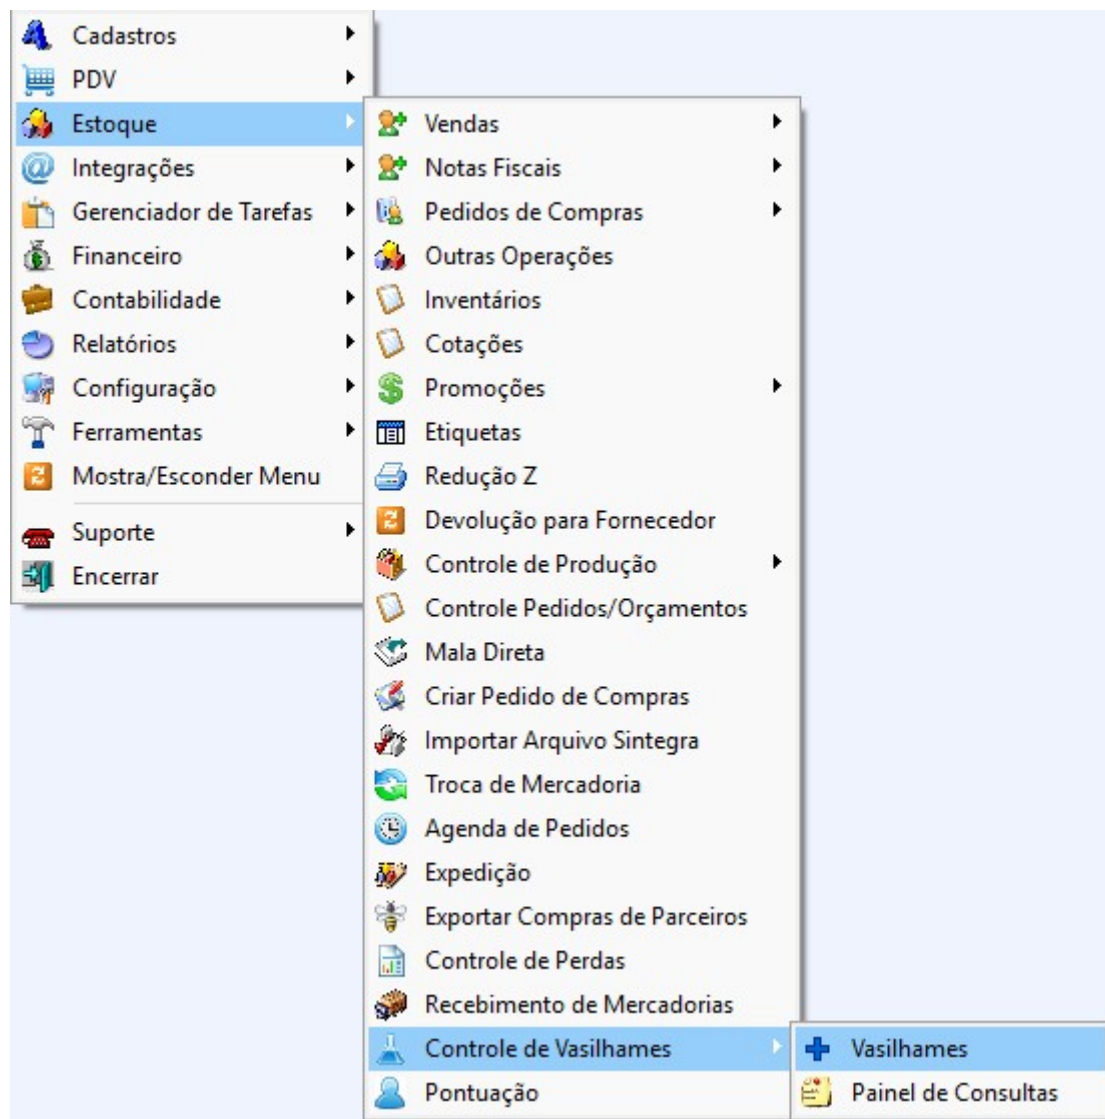 Cadastros
PDV
Estoque
Integrações
Gerenciador de Tarefas
Financeiro
Contabilidade
Relatórios
Configuração
Ferramentas
Mostra/Esconder Menu
Suporte
Encerrar
Vendas
Notas Fiscais
Pedidos de Compras
Outras Operações
Inventários
Cotações
Promoções
Etiquetas
Redução Z
Devolução para Fornecedor
Controle de Produção
Controle Pedidos/Orçamentos
Mala Direta
Criar Pedido de Compras
Importar Arquivo Sintegra
Troca de Mercadoria
Agenda de Pedidos
Expedição
Exportar Compras de Parceiros
Controle de Perdas
Recebimento de Mercadorias
Controle de Vasilhames
Pontuação
Vasilhames
Painel de Consultas